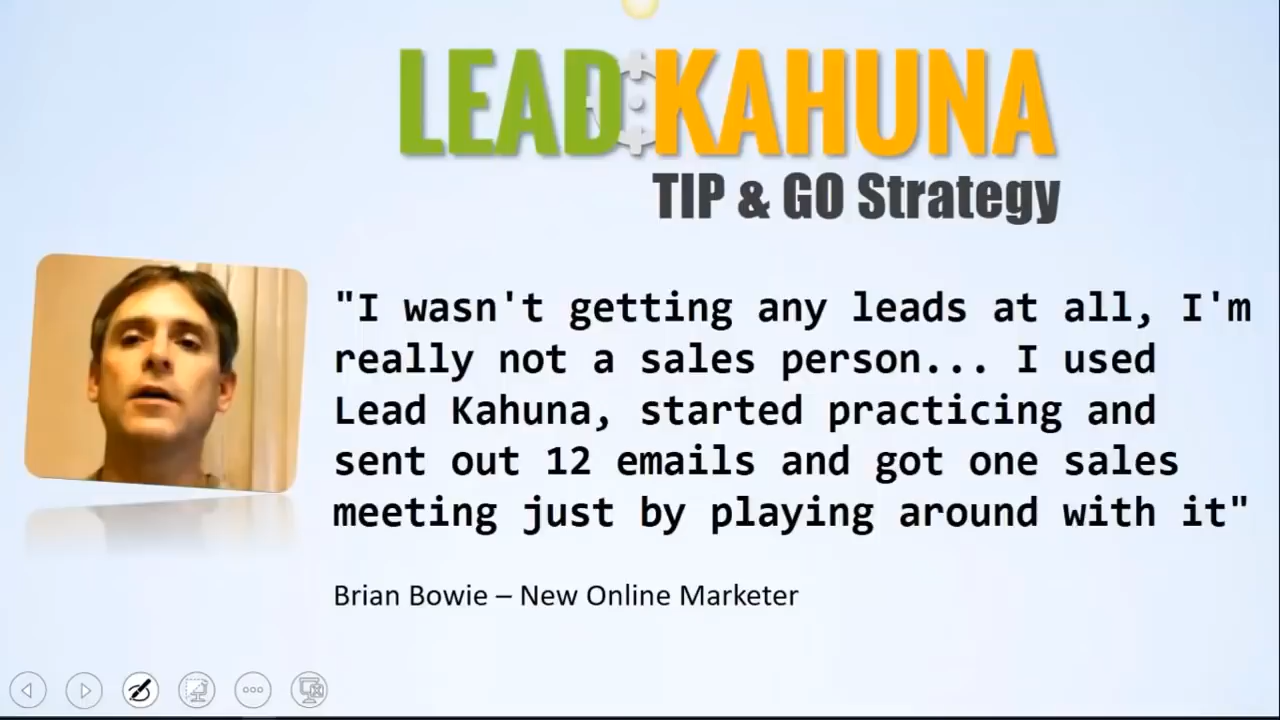 LEAD KAHUNA
TIP & GO Strategy
"I wasn't getting any leads at all, I'm
really not a sales person... I used
Lead Kahuna, started practicing and
sent out 12 emails and got one sales
meeting just by playing around with it"
Brian Bowie – New Online Marketer